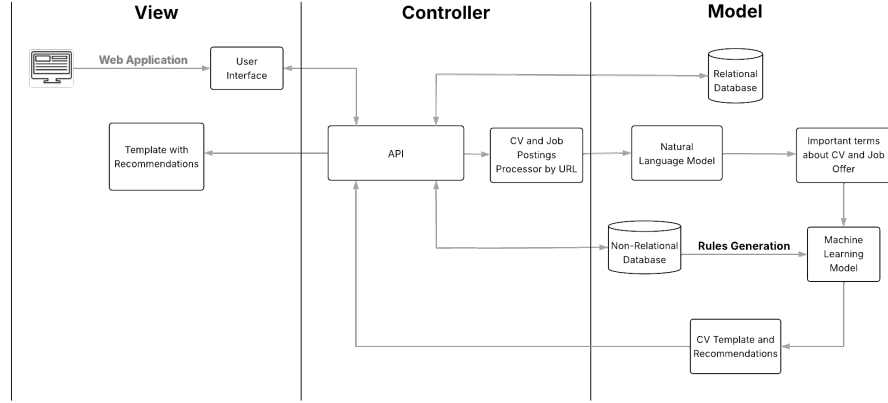 View
Controller
Model
Web Application
User
Interface
Relational
Database
Template with
Recommendations
API
CV and Job
Postings
Processor by URL
Natural
Language Model
Important terms
about CV and Job
Offer
Non-Relational
Database
Rules Generation
Machine
Learning
Model
CV Template and
Recommendations